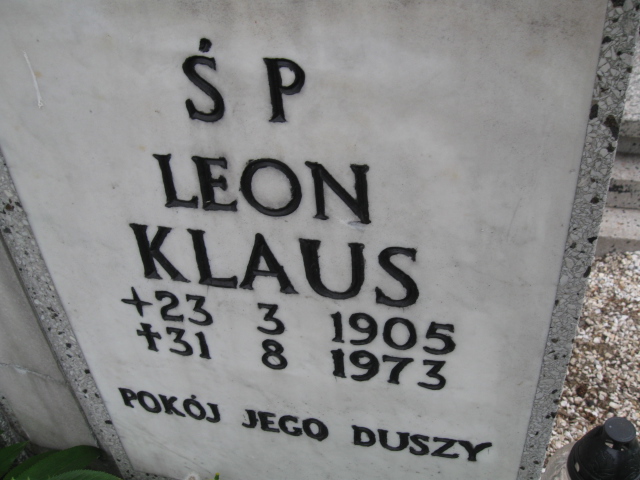 Ś P
LEON
KLAUS
+23 3 1905
✝31 8 1973
POKÓJ JEGO DUSZY